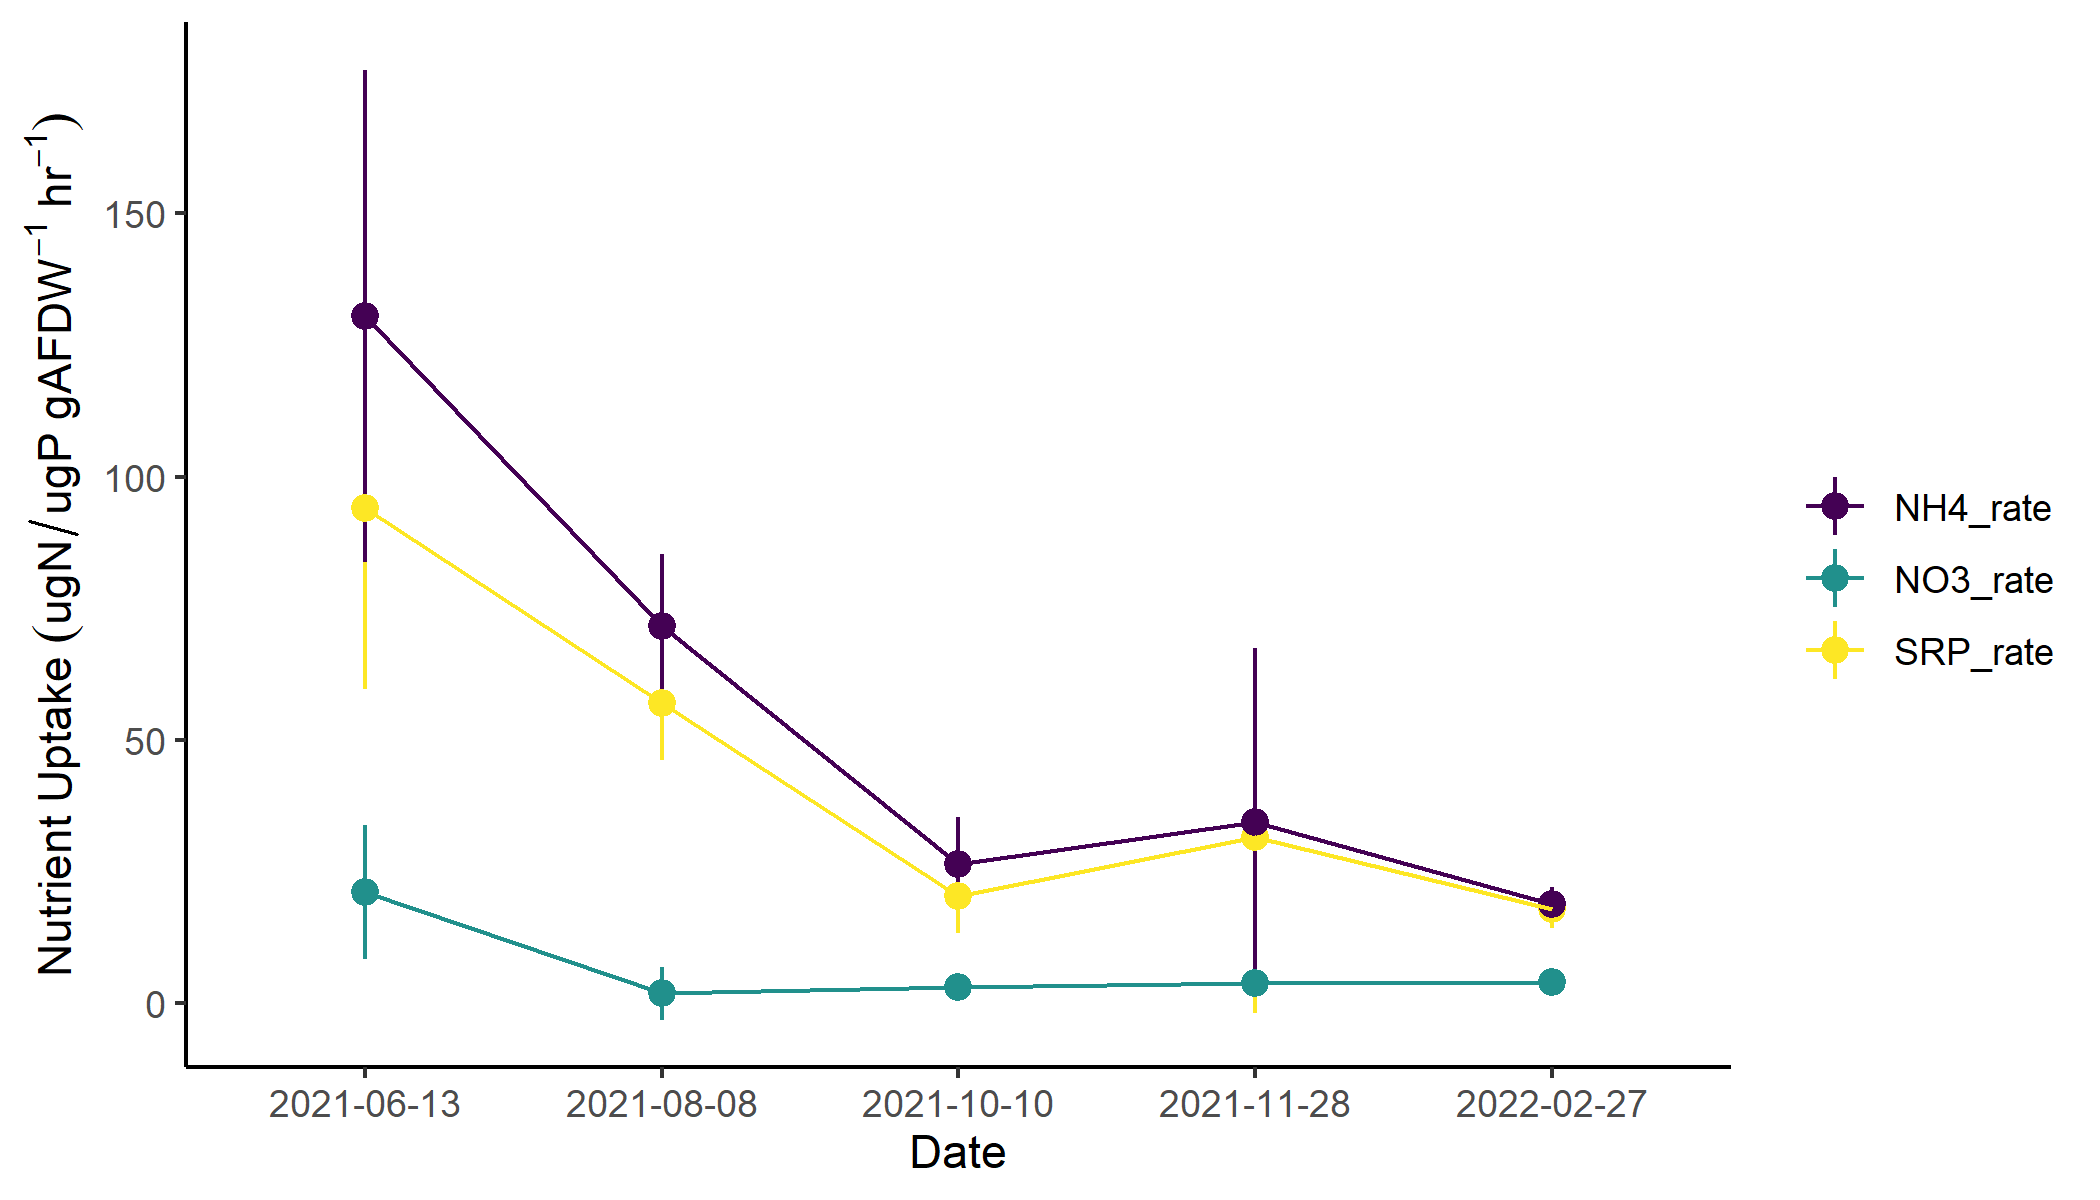 Nutrient Uptake (ugN/ugP gAFDW⁻¹ hr⁻¹)
150
100
50
0
2021-06-13 2021-08-08 2021-10-10 2021-11-28 2022-02-27
Date
NH4_rate
NO3_rate
SRP_rate